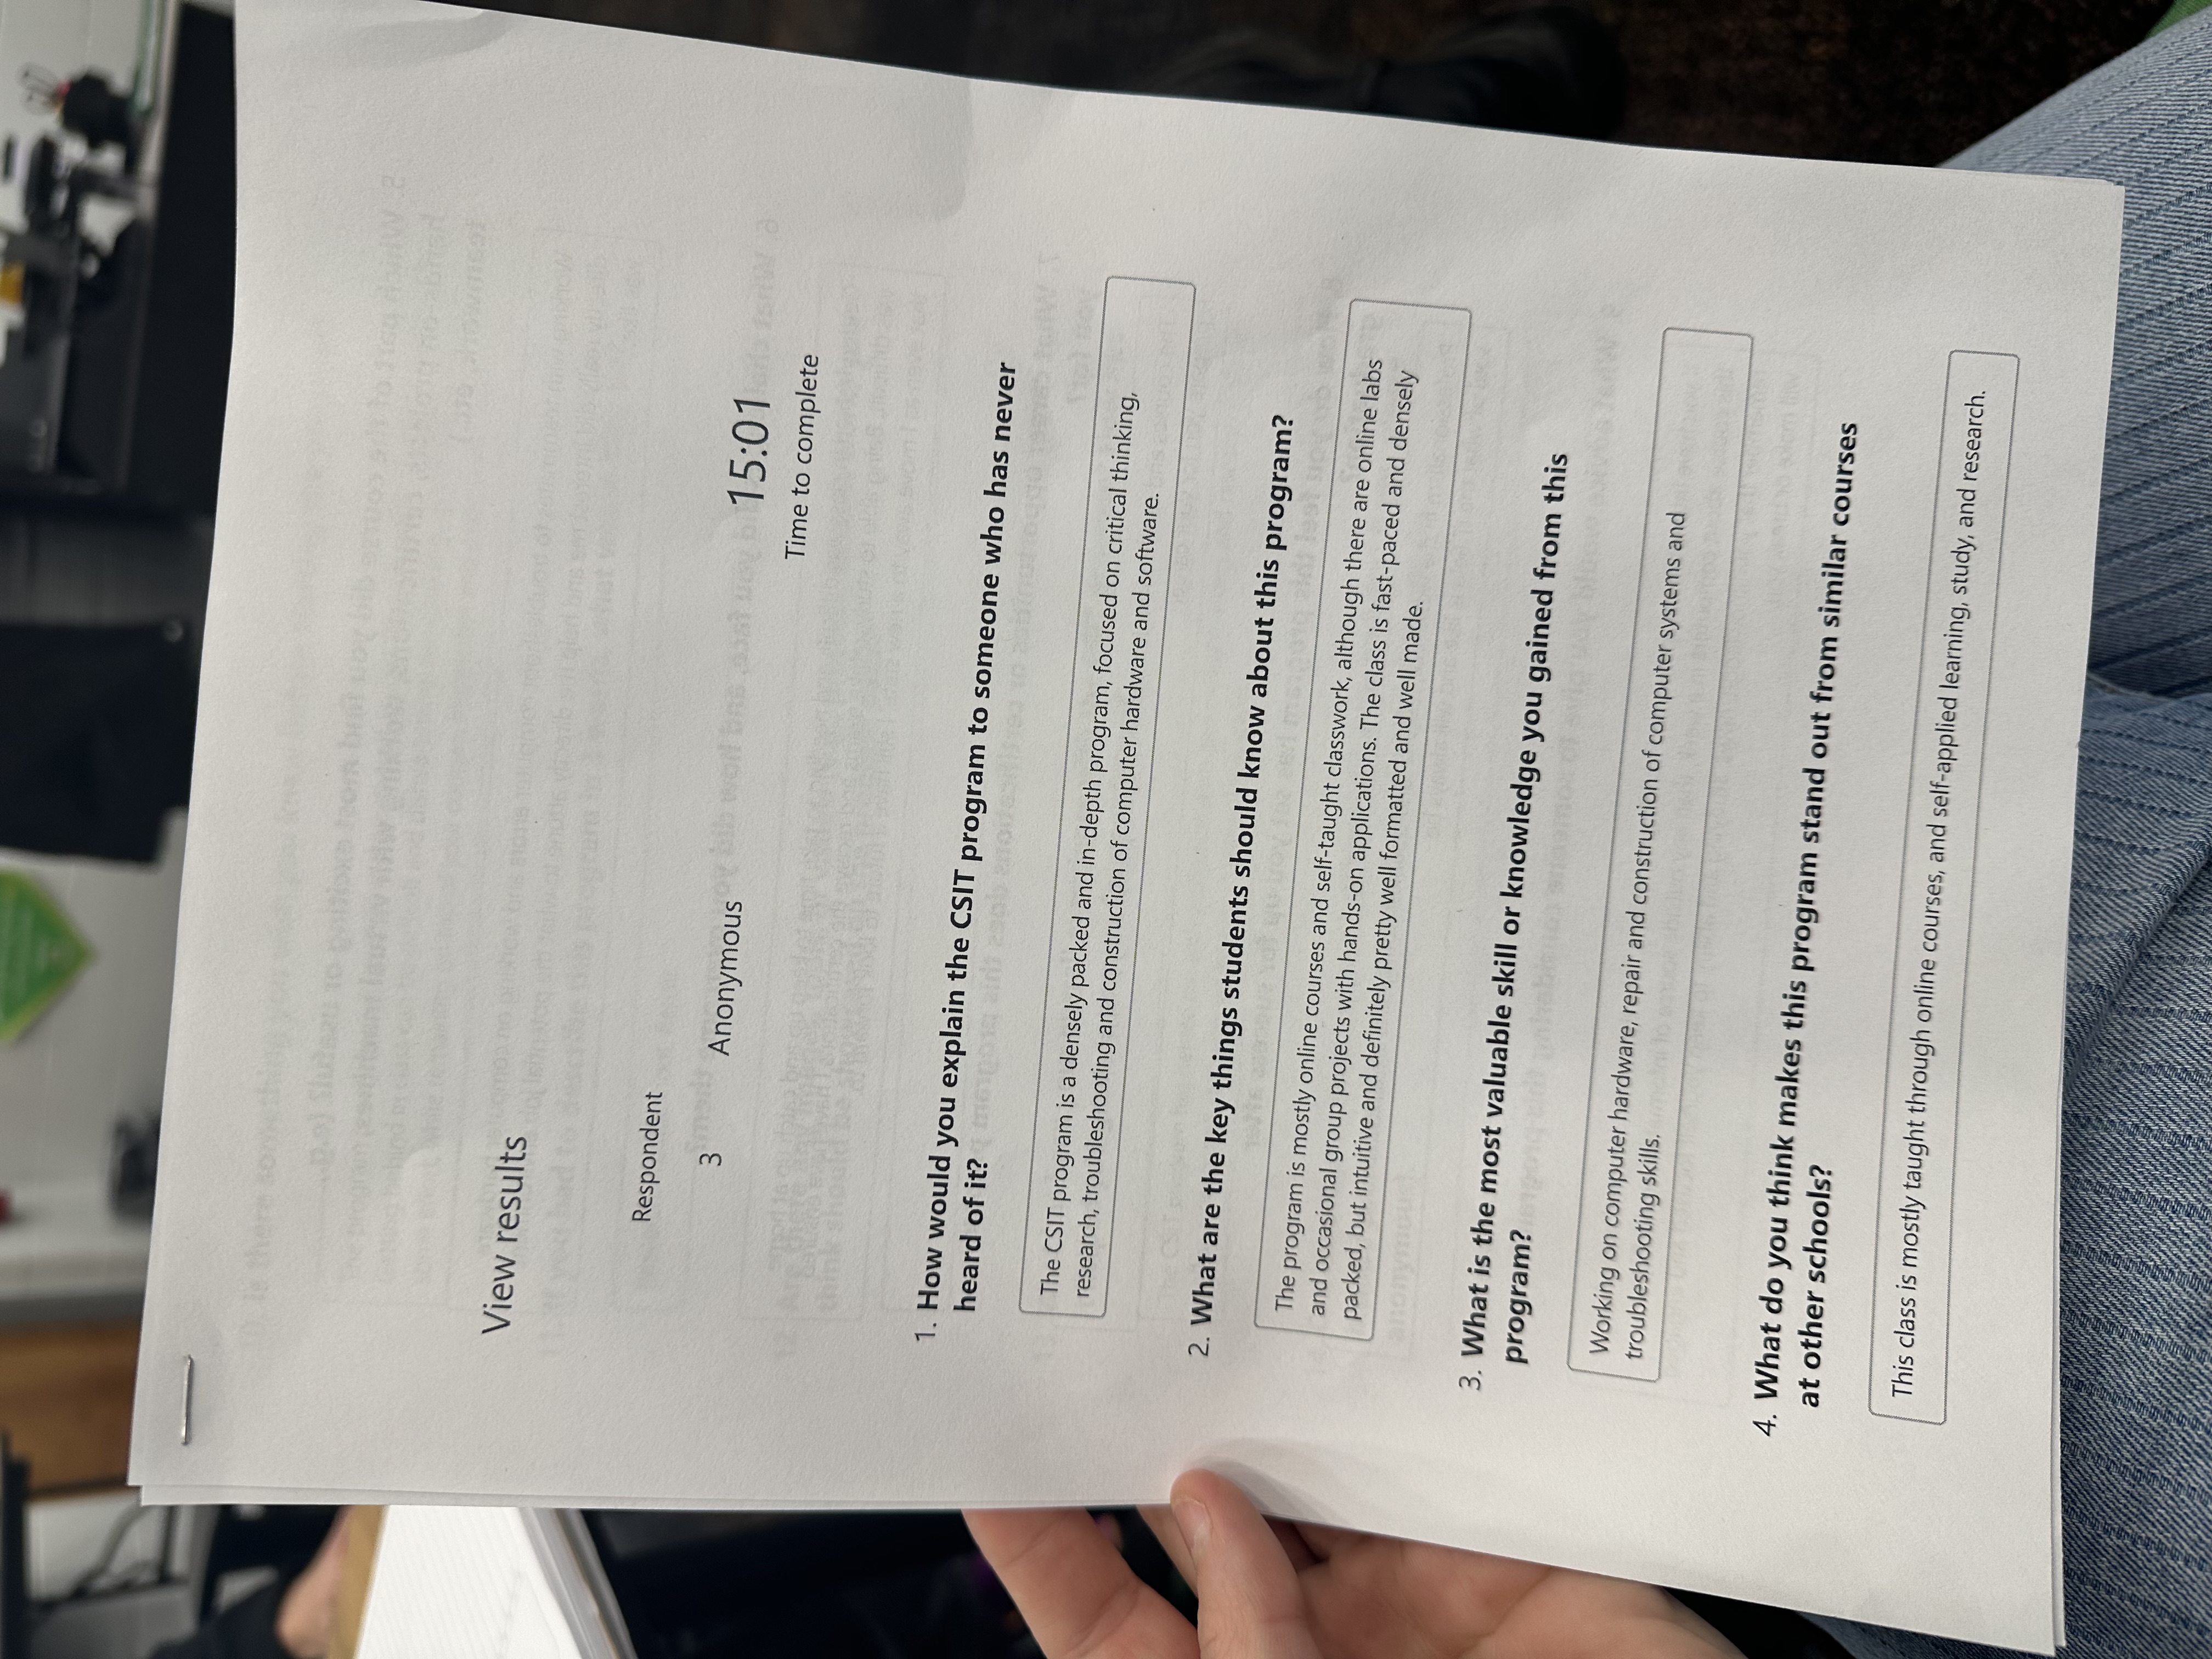 View results
Respondent
3 Anonymous
15:01
Time to complete
1. How would you explain the CSIT program to someone who has never
heard of it?
The CSIT program is a densely packed and in-depth program, focused on critical thinking,
research, troubleshooting and construction of computer hardware and software.
2. What are the key things students should know about this program?
The program is mostly online courses and self-taught classwork, although there are online labs
and occasional group projects with hands-on applications. The class is fast-paced and densely
packed, but intuitive and definitely pretty well formatted and well made.
3. What is the most valuable skill or knowledge you gained from this
program?
Working on computer hardware, repair and construction of computer systems and
troubleshooting skills.
4. What do you think makes this program stand out from similar courses
at other schools?
This class is mostly taught through online courses, and self-applied learning, study, and research.